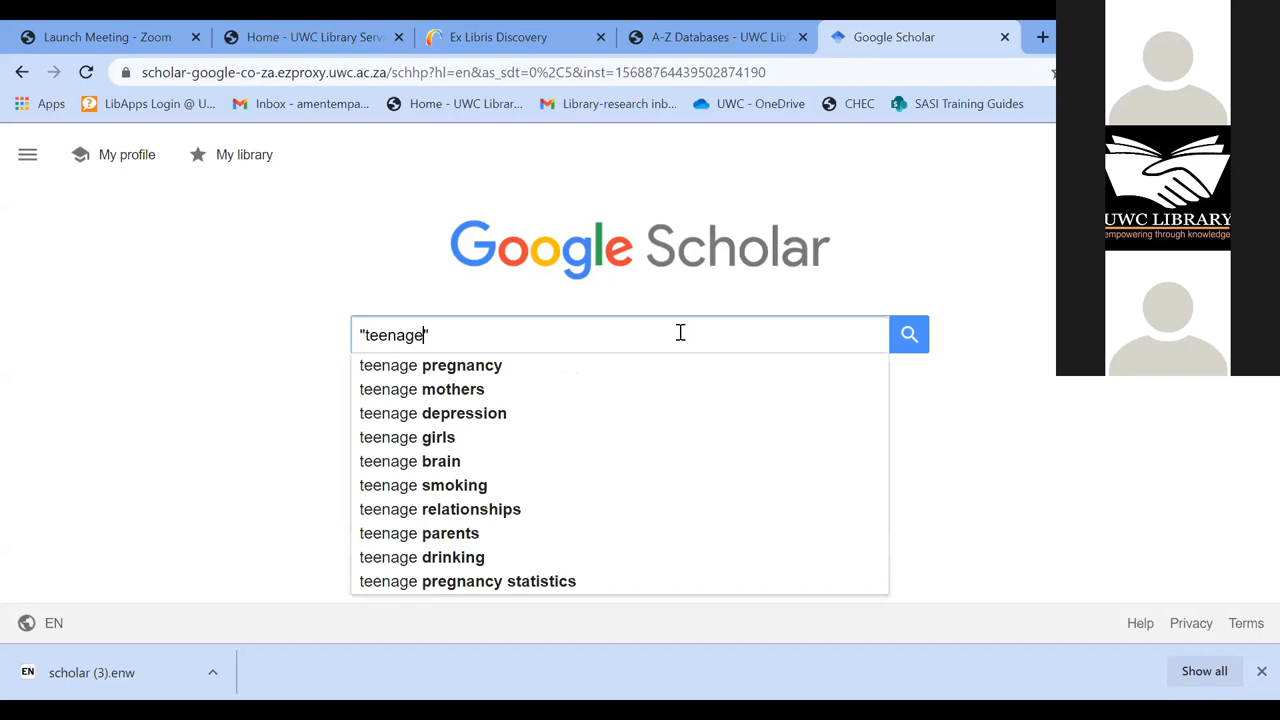 Launch Meeting - Zoom
Home - UWC Library Serv
Ex Libris Discovery
A-Z Databases - UWC Lib
Google Scholar
scholar-google-co-za.ezproxy.uwc.ac.za/schhp?hl=en&as_sdt=0%2C5&inst=15688764439502874190
Apps
LibApps Login @ U...
Inbox - amentempa...
Home - UWC Librar...
Library-research inb...
UWC - OneDrive
CHEC
SASI Training Guides
My profile
My library
Google Scholar
"teenage"
teenage pregnancy
teenage mothers
teenage depression
teenage girls
teenage brain
teenage smoking
teenage relationships
teenage parents
teenage drinking
teenage pregnancy statistics
EN
Help
Privacy
Terms
EN
scholar (3).enw
Show all
UWC LIBRARY
empowering through knowledge